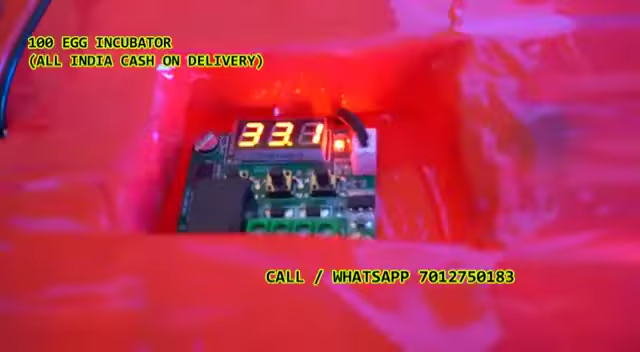 100 EGG INCUBATOR
(ALL INDIA CASH ON DELIVERY)
33.1
CALL / WHATSAPP 7012750183